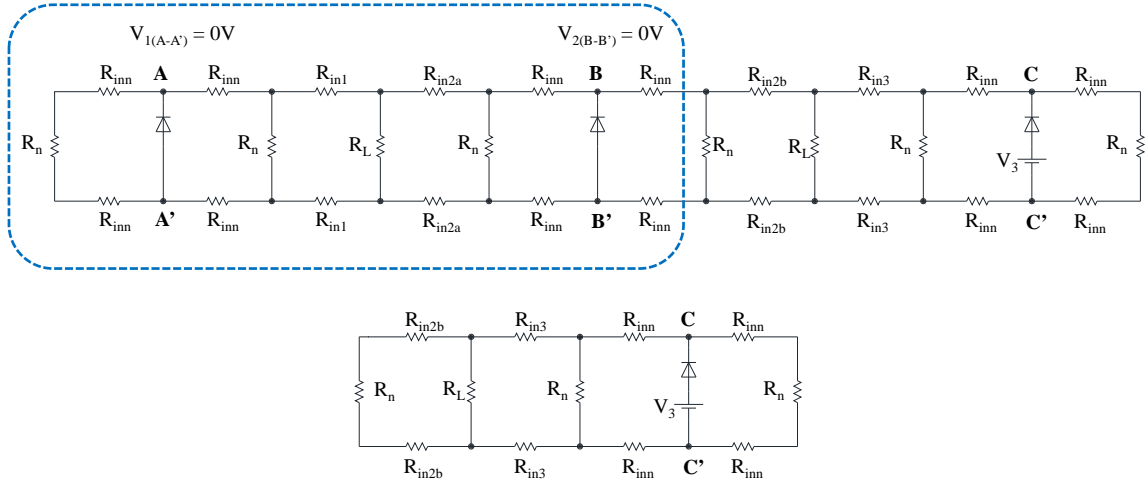 V1(A-A') = 0V V2(B-B') = 0V
Rinn A Rinn Rin1 Rin2a Rinn B Rinn Rin2b Rin3 Rinn C Rinn
Rn Rn RL Rn Rn RL Rn V3 Rn
Rinn A' Rinn Rin1 Rin2a Rinn B' Rinn Rin2b Rin3 Rinn C' Rinn
Rin2b Rin3 Rinn C Rinn
Rn RL Rn V3 Rn
Rin2b Rin3 Rinn C' Rinn